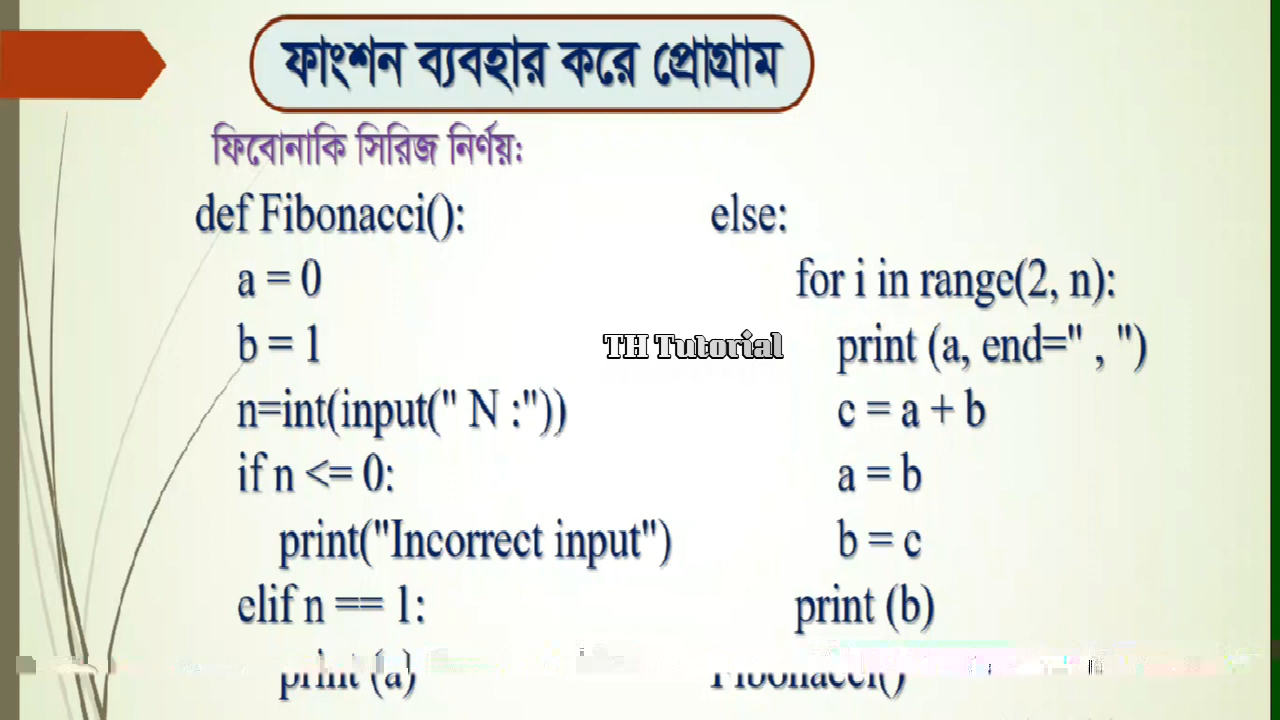 ফাংশন ব্যবহার করে প্রোগ্রাম
ফিবোনাকি সিরিজ নির্ণয়:
def Fibonacci():
a = 0
b = 1
n=int(input(" N :"))
if n <= 0:
print("Incorrect input")
elif n == 1:
print (a)
else:
for i in range(2, n):
print (a, end=" , ")
c = a + b
a = b
b = c
print (b)
Fibonacci()
TH Tutorial